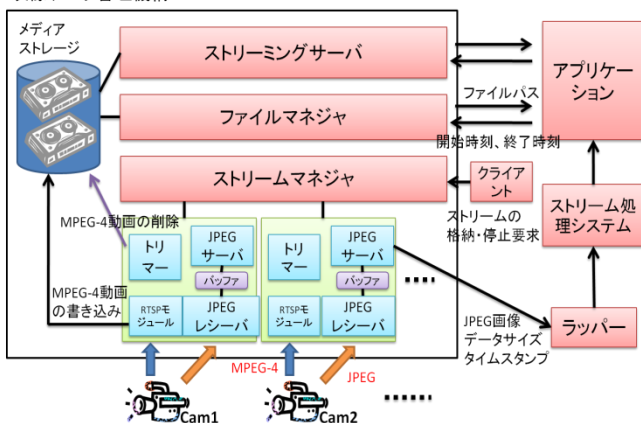 メディア
ストレージ
ストリーミングサーバ
アプリケー
ション
ファイルパス
ファイルマネジャ
開始時刻、終了時刻
ストリームマネジャ
クライア
ント
ストリームの
格納・停止要求
ストリーム処
理システム
MPEG-4動画の削除
トリ
マー
JPEG
サーバ
バッファ
トリ
マー
JPEG
サーバ
バッファ
MPEG-4動画
の書き込み
RTSPモ
ジュール
JPEG
レシーバ
RTSPモ
ジュール
JPEG
レシーバ
JPEG画像
データサイズ
タイムスタンプ
ラッパー
MPEG-4
JPEG
Cam1
Cam2